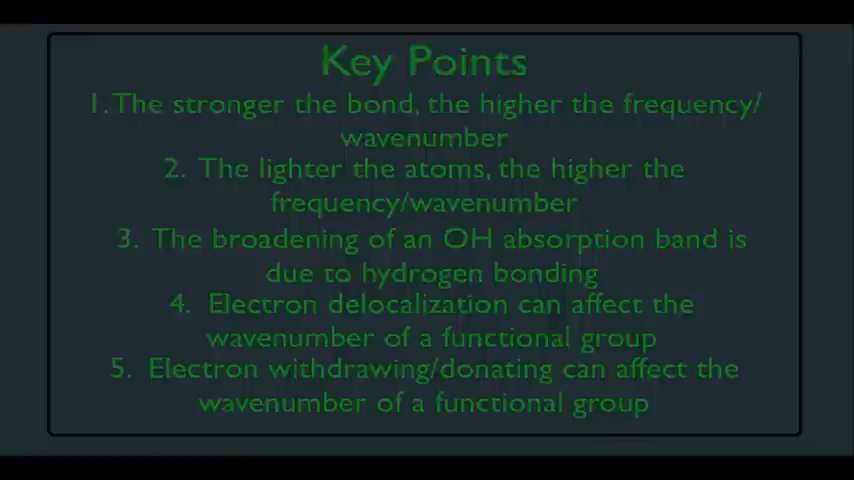 Key Points
1. The stronger the bond, the higher the frequency/
wavenumber
2. The lighter the atoms, the higher the
frequency/wavenumber
3. The broadening of an OH absorption band is
due to hydrogen bonding
4. Electron delocalization can affect the
wavenumber of a functional group
5. Electron withdrawing/donating can affect the
wavenumber of a functional group